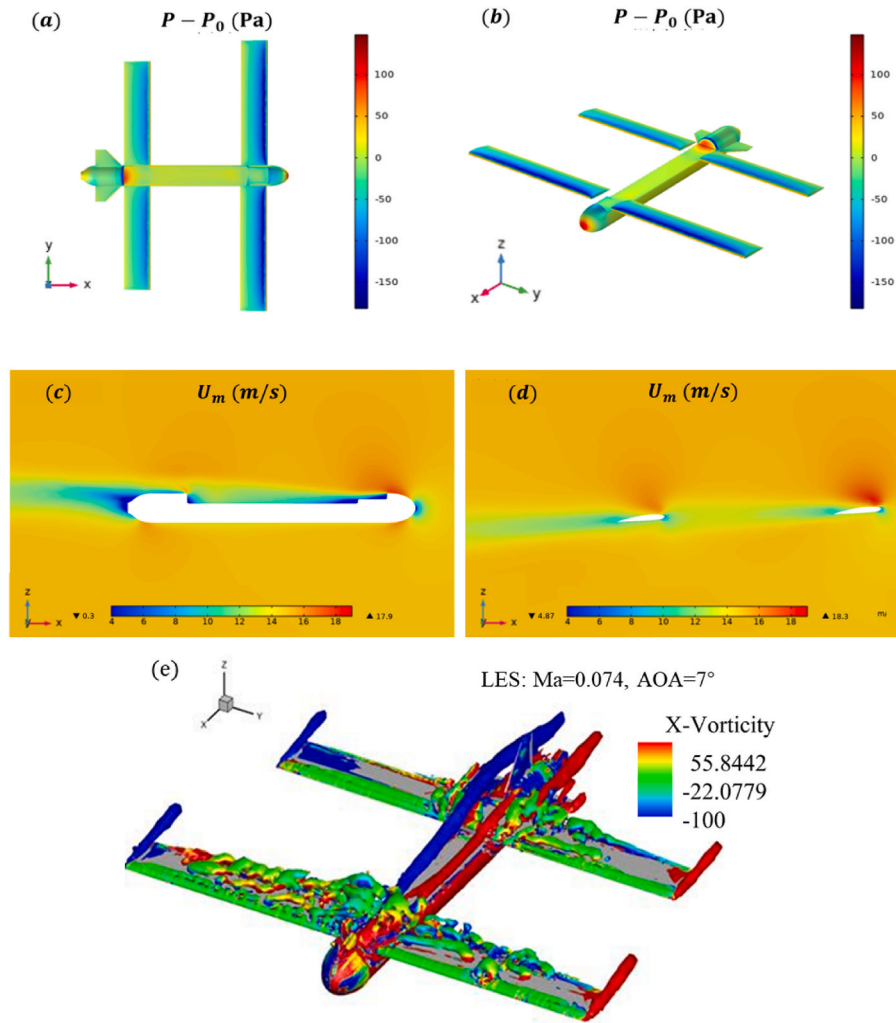 (a) P − P₀ (Pa)
100
50
0
-50
-100
-150
y
x
(b) P − P₀ (Pa)
100
50
0
-50
-100
-150
z
x
y
(c) Uₘ (m/s)
z
y
x
▼ 0.3
▲ 17.9
4 6 8 10 12 14 16 18
(d) Uₘ (m/s)
z
y
x
▼ 4.87
▲ 18.3
4 6 8 10 12 14 16 18
m
(e)
Z
X
Y
LES: Ma=0.074, AOA=7°
X-Vorticity
55.8442
-22.0779
-100